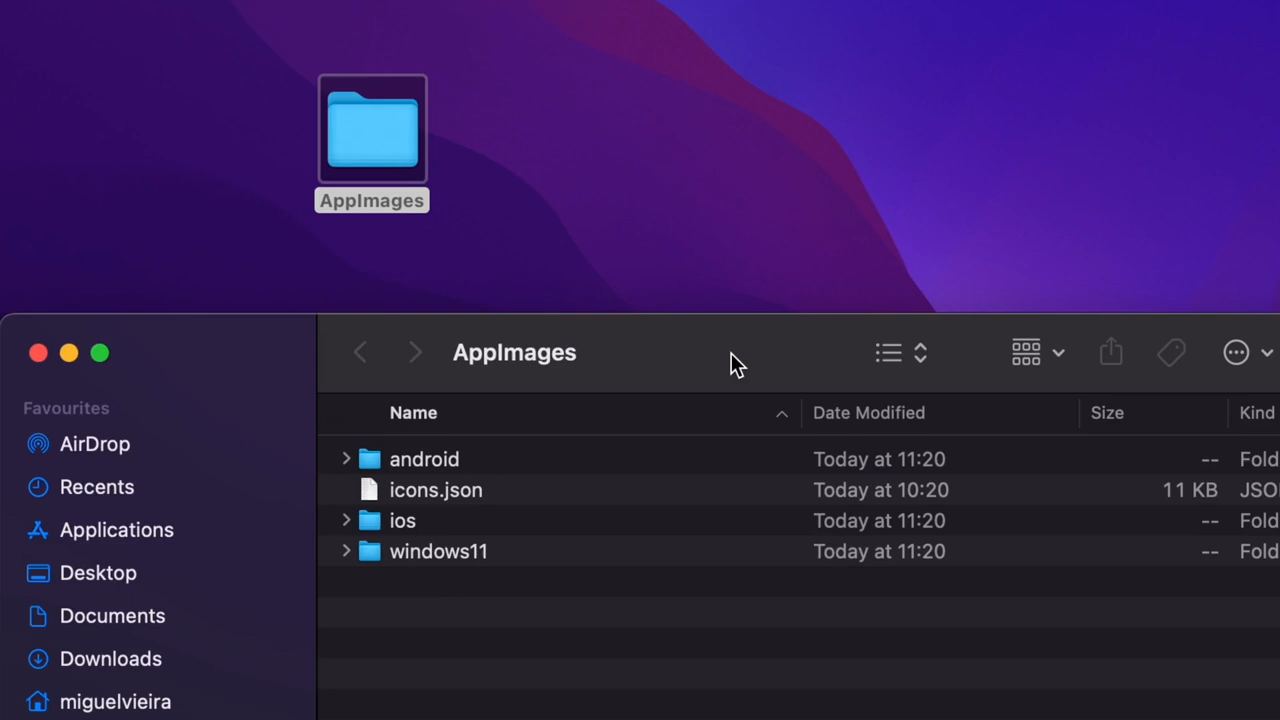 AppImages
AppImages
Favourites
AirDrop
Recents
Applications
Desktop
Documents
Downloads
miguelvieira
Name Date Modified Size Kind
android Today at 11:20 -- Fold
icons.json Today at 10:20 11 KB JSO
ios Today at 11:20 -- Fold
windows11 Today at 11:20 -- Fold